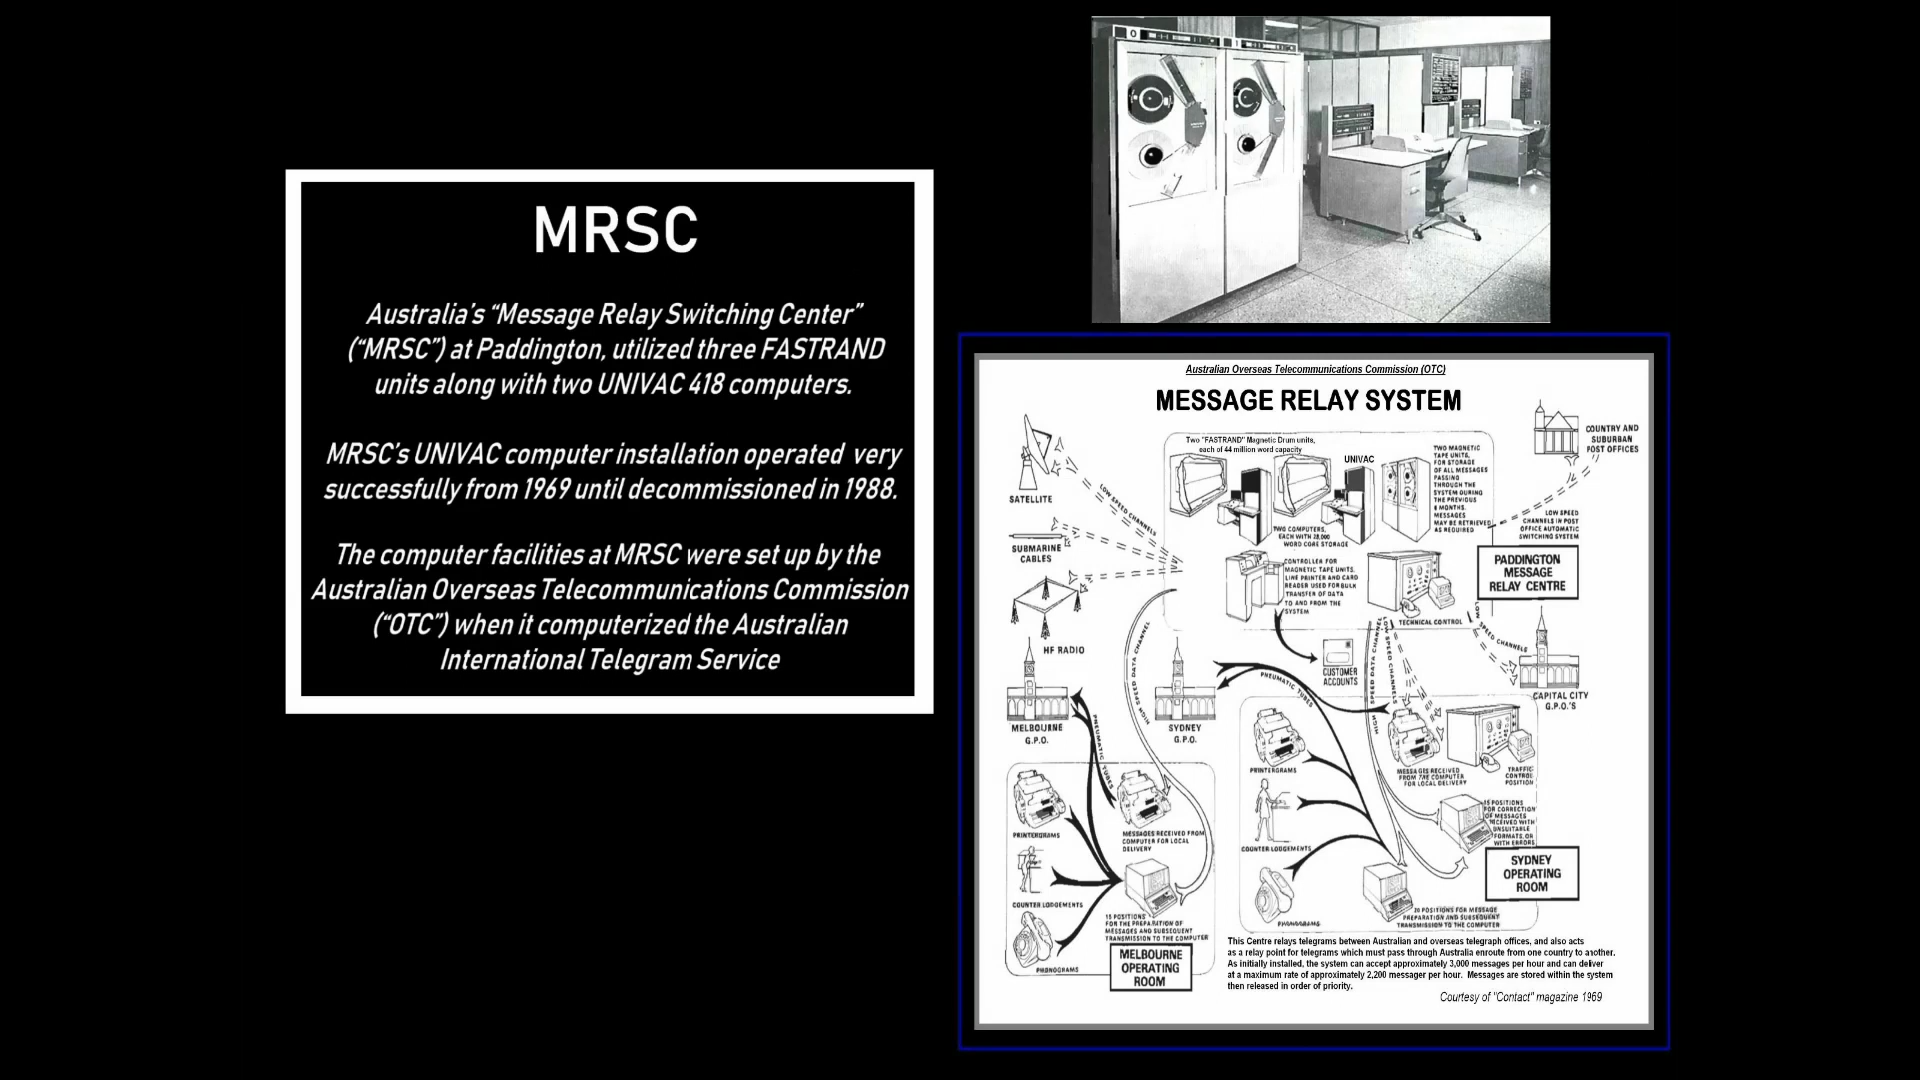 MRSC
Australia's "Message Relay Switching Center"
("MRSC") at Paddington, utilized three FASTRAND
units along with two UNIVAC 418 computers.
MRSC's UNIVAC computer installation operated very
successfully from 1969 until decommissioned in 1988.
The computer facilities at MRSC were set up by the
Australian Overseas Telecommunications Commission
("OTC") when it computerized the Australian
International Telegram Service
0
1
Australian Overseas Telecommunications Commission (OTC)
MESSAGE RELAY SYSTEM
Two "FASTRAND" Magnetic Drum units,
each of 44 million word capacity
UNIVAC
TWO MAGNETIC
TAPE UNITS,
FOR STORAGE
OF ALL MESSAGES
PASSING
THROUGH THE
SYSTEM DURING
THE PREVIOUS
MONTHS.
MESSAGES
MAY BE RETRIEVED
AS REQUIRED
COUNTRY AND
SUBURBAN
POST OFFICES
SATELLITE
LOW SPEED CHANNELS
LOW SPEED
CHANNELS IN POST
OFFICE AUTOMATIC
SWITCHING SYSTEM
TWO COMPUTERS,
EACH WITH
WORD CORE STORAGE
SUBMARINE
CABLES
CONTROLLER FOR
MAGNETIC TAPE UNITS,
LINE PRINTER AND CARD
READER USED FOR BULK
TRANSFER OF DATA
TO AND FROM THE
SYSTEM
PADDINGTON
MESSAGE
RELAY CENTRE
TECHNICAL CONTROL
LOW SPEED CHANNELS
HF RADIO
HIGH SPEED DATA CHANNEL
CUSTOMER
ACCOUNTS
HIGH SPEED DATA CHANNEL
LOW SPEED CHANNELS
CAPITAL CITY
G.P.O.'S
MELBOURNE
G.P.O.
SYDNEY
G.P.O.
PNEUMATIC TUBES
PNEUMATIC TUBES
PRINTERGRAMS
MESSAGES RECEIVED
FROM THE COMPUTER
FOR LOCAL DELIVERY
TRAFFIC
CONTROL
POSITION
15 POSITIONS
FOR CORRECTION
OF MESSAGES
RECEIVED WITH
UNSUITABLE
FORMATS, OR
WITH ERRORS
PRINTERGRAMS
MESSAGES RECEIVED FROM
COMPUTER FOR LOCAL
DELIVERY
COUNTER LODGEMENTS
SYDNEY
OPERATING
ROOM
COUNTER LODGEMENTS
15 POSITIONS
FOR THE PREPARATION OF
MESSAGES AND SUBSEQUENT
TRANSMISSION TO THE COMPUTER
PHONOGRAMS
20 POSITIONS FOR MESSAGE
PREPARATION AND SUBSEQUENT
TRANSMISSION TO THE COMPUTER
MELBOURNE
OPERATING
ROOM
PHONOGRAMS
This Centre relays telegrams between Australian and overseas telegraph offices, and also acts
as a relay point for telegrams which must pass through Australia enroute from one country to another.
As initially installed, the system can accept approximately 3,000 messages per hour and can deliver
at a maximum rate of approximately 2,200 messager per hour. Messages are stored within the system
then released in order of priority.
Courtesy of "Contact" magazine 1969